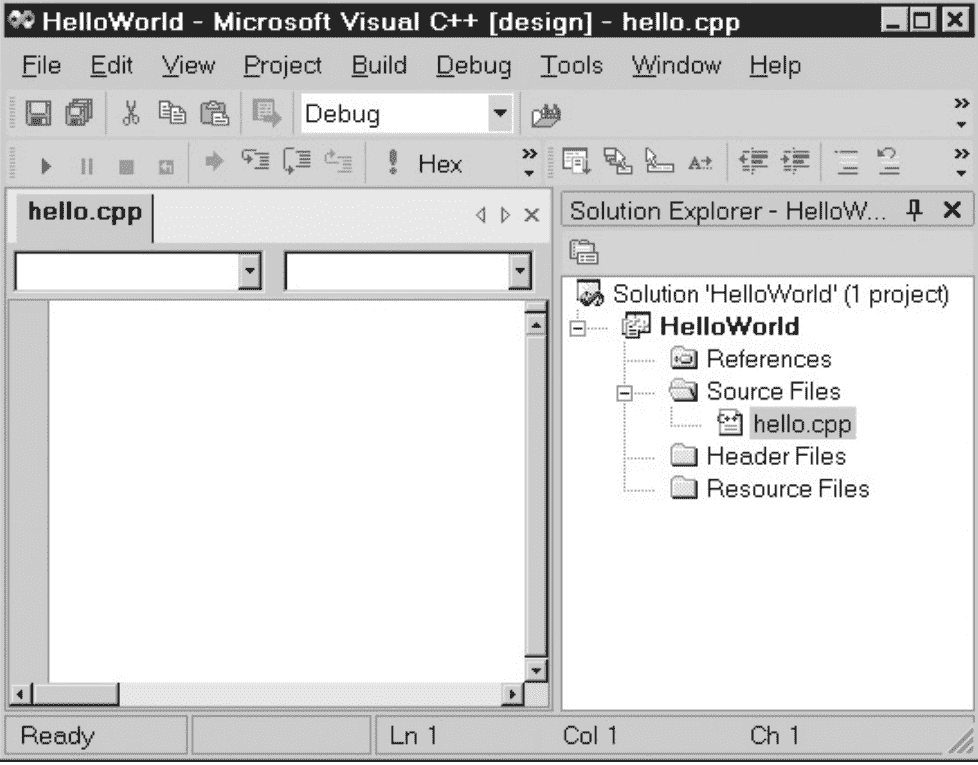 HelloWorld - Microsoft Visual C++ [design] - hello.cpp
File Edit View Project Build Debug Tools Window Help
Debug
Hex
hello.cpp
Solution Explorer - HelloW...
Solution 'HelloWorld' (1 project)
HelloWorld
References
Source Files
hello.cpp
Header Files
Resource Files
Ready Ln 1 Col 1 Ch 1